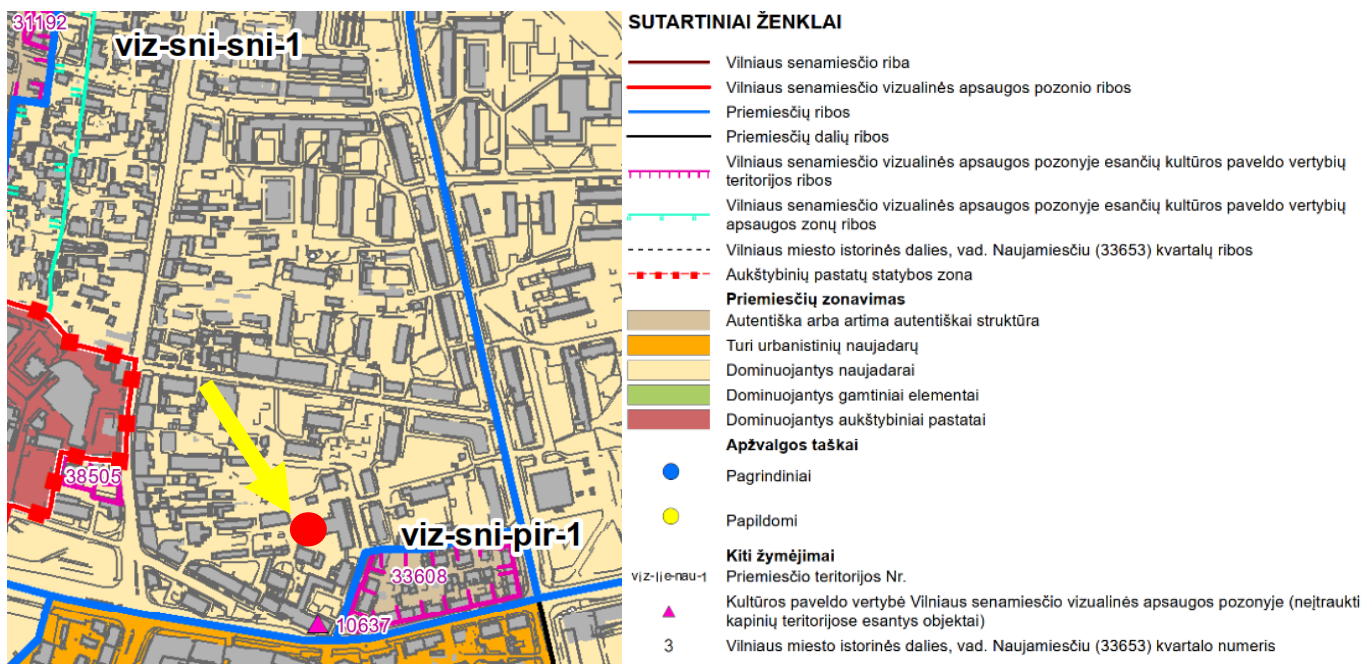 31192
viz-sni-sni-1
38505
viz-sni-pir-1
33608
10637
SUTARTINIAI ŽENKLAI
Vilniaus senamiesčio riba
Vilniaus senamiesčio vizualinės apsaugos pozonio ribos
Priemiesčių ribos
Priemiesčių dalių ribos
Vilniaus senamiesčio vizualinės apsaugos pozonyje esančių kultūros paveldo vertybių
teritorijos ribos
Vilniaus senamiesčio vizualinės apsaugos pozonyje esančių kultūros paveldo vertybių
apsaugos zonų ribos
Vilniaus miesto istorinės dalies, vad. Naujamiesčiu (33653) kvartalų ribos
Aukštybinių pastatų statybos zona
Priemiesčių zonavimas
Autentiška arba artima autentiškai struktūra
Turi urbanistinių naujadarų
Dominuojantys naujadarai
Dominuojantys gamtiniai elementai
Dominuojantys aukštybiniai pastatai
Apžvalgos taškai
Pagrindiniai
Papildomi
Kiti žymėjimai
viz-lie-nau-1 Priemiesčio teritorijos Nr.
Kultūros paveldo vertybė Vilniaus senamiesčio vizualinės apsaugos pozonyje (neįtraukti
kapinių teritorijose esantys objektai)
3 Vilniaus miesto istorinės dalies, vad. Naujamiesčiu (33653) kvartalo numeris